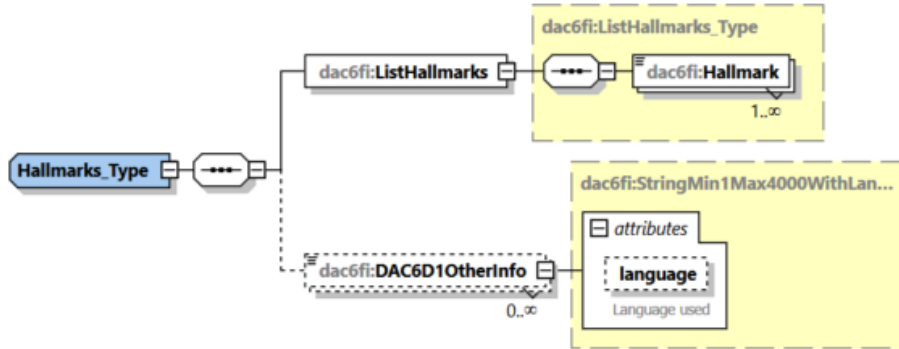 dac6fi:ListHallmarks_Type
dac6fi:ListHallmarks
dac6fi:Hallmark
1..∞
Hallmarks_Type
dac6fi:StringMin1Max4000WithLan...
attributes
dac6fi:DAC6D1OtherInfo
language
0..∞
Language used